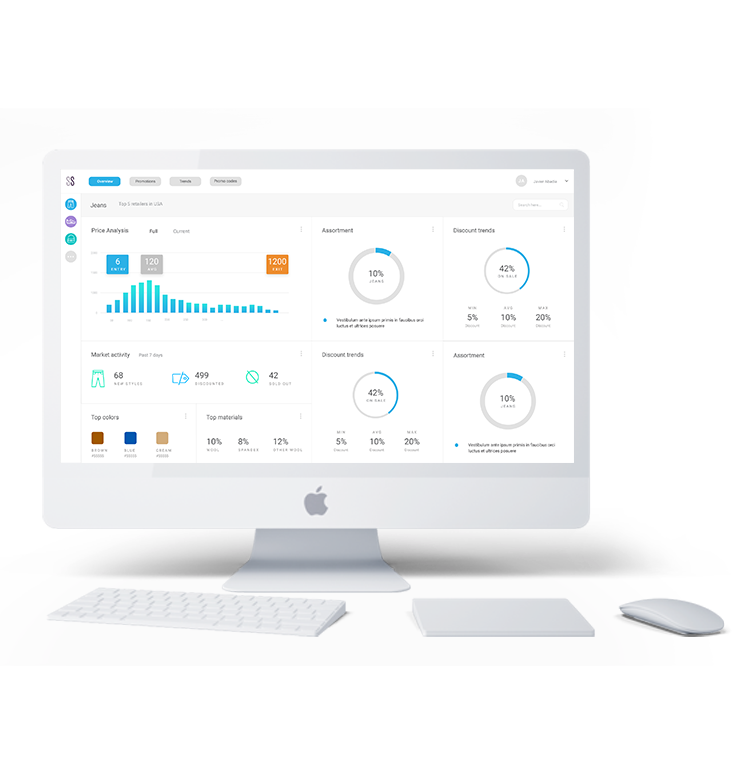 Overview Promotions Trends Promo codes
JW
Jeans Top 5 retailers in USA Search here ...
Price Analysis Full Current
6
ENTRY
120
AVG
1200
EXIT
Assortment
10%
JEANS
Vestibulum ante ipsum primis in faucibus orci
luctus et ultrices posuere
Discount trends
42%
ON SALE
MIN AVG MAX
5% 10% 20%
Discount Discount Discount
Market activity Past 7 days
68
NEW STYLES
499
DISCOUNTED
42
SOLD OUT
Top colors
BROWN BLUE CREAM
Top materials
10% 8% 12%
WOOL SPANDEX OTHER WOOL
Discount trends
42%
ON SALE
MIN AVG MAX
5% 10% 20%
Discount Discount Discount
Assortment
10%
JEANS
Vestibulum ante ipsum primis in faucibus orci
luctus et ultrices posuere